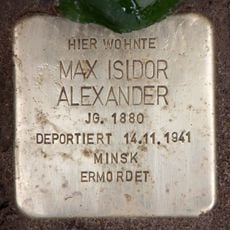 HIER WOHNTE
MAX ISIDOR
ALEXANDER
JG. 1880
DEPORTIERT 14.11.1941
MINSK
ERMORDET